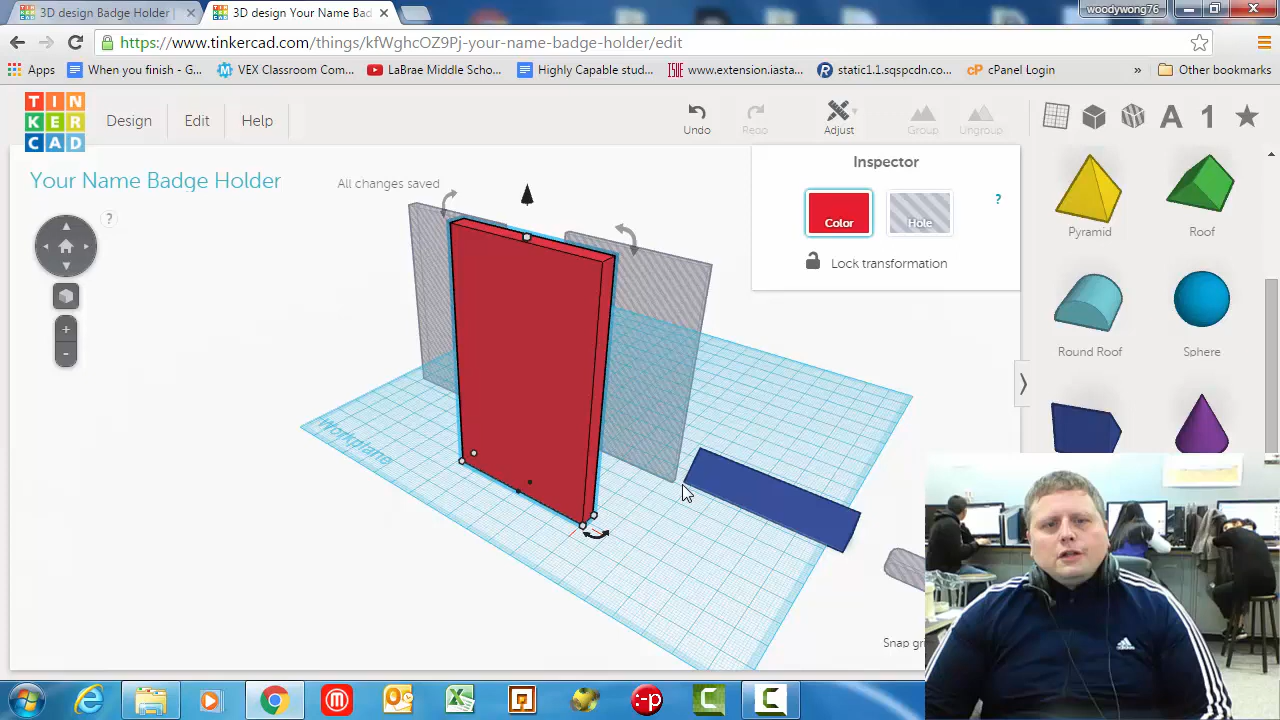 3D design Badge Holder |
3D design Your Name Bad
woodywong76
https://www.tinkercad.com/things/kfWghcOZ9Pj-your-name-badge-holder/edit
Apps
When you finish - G...
VEX Classroom Com...
LaBrae Middle Scho...
Highly Capable stud...
www.extension.iasta...
static1.1.sqspcdn.co...
cPanel Login
»
Other bookmarks
TIN
KER
CAD
Design
Edit
Help
Undo
Redo
Adjust
Group
Ungroup
A
1
Your Name Badge Holder
All changes saved
?
Inspector
Color
Hole
?
Lock transformation
Pyramid
Roof
Round Roof
Sphere
Workplane
Snap gr
+
-